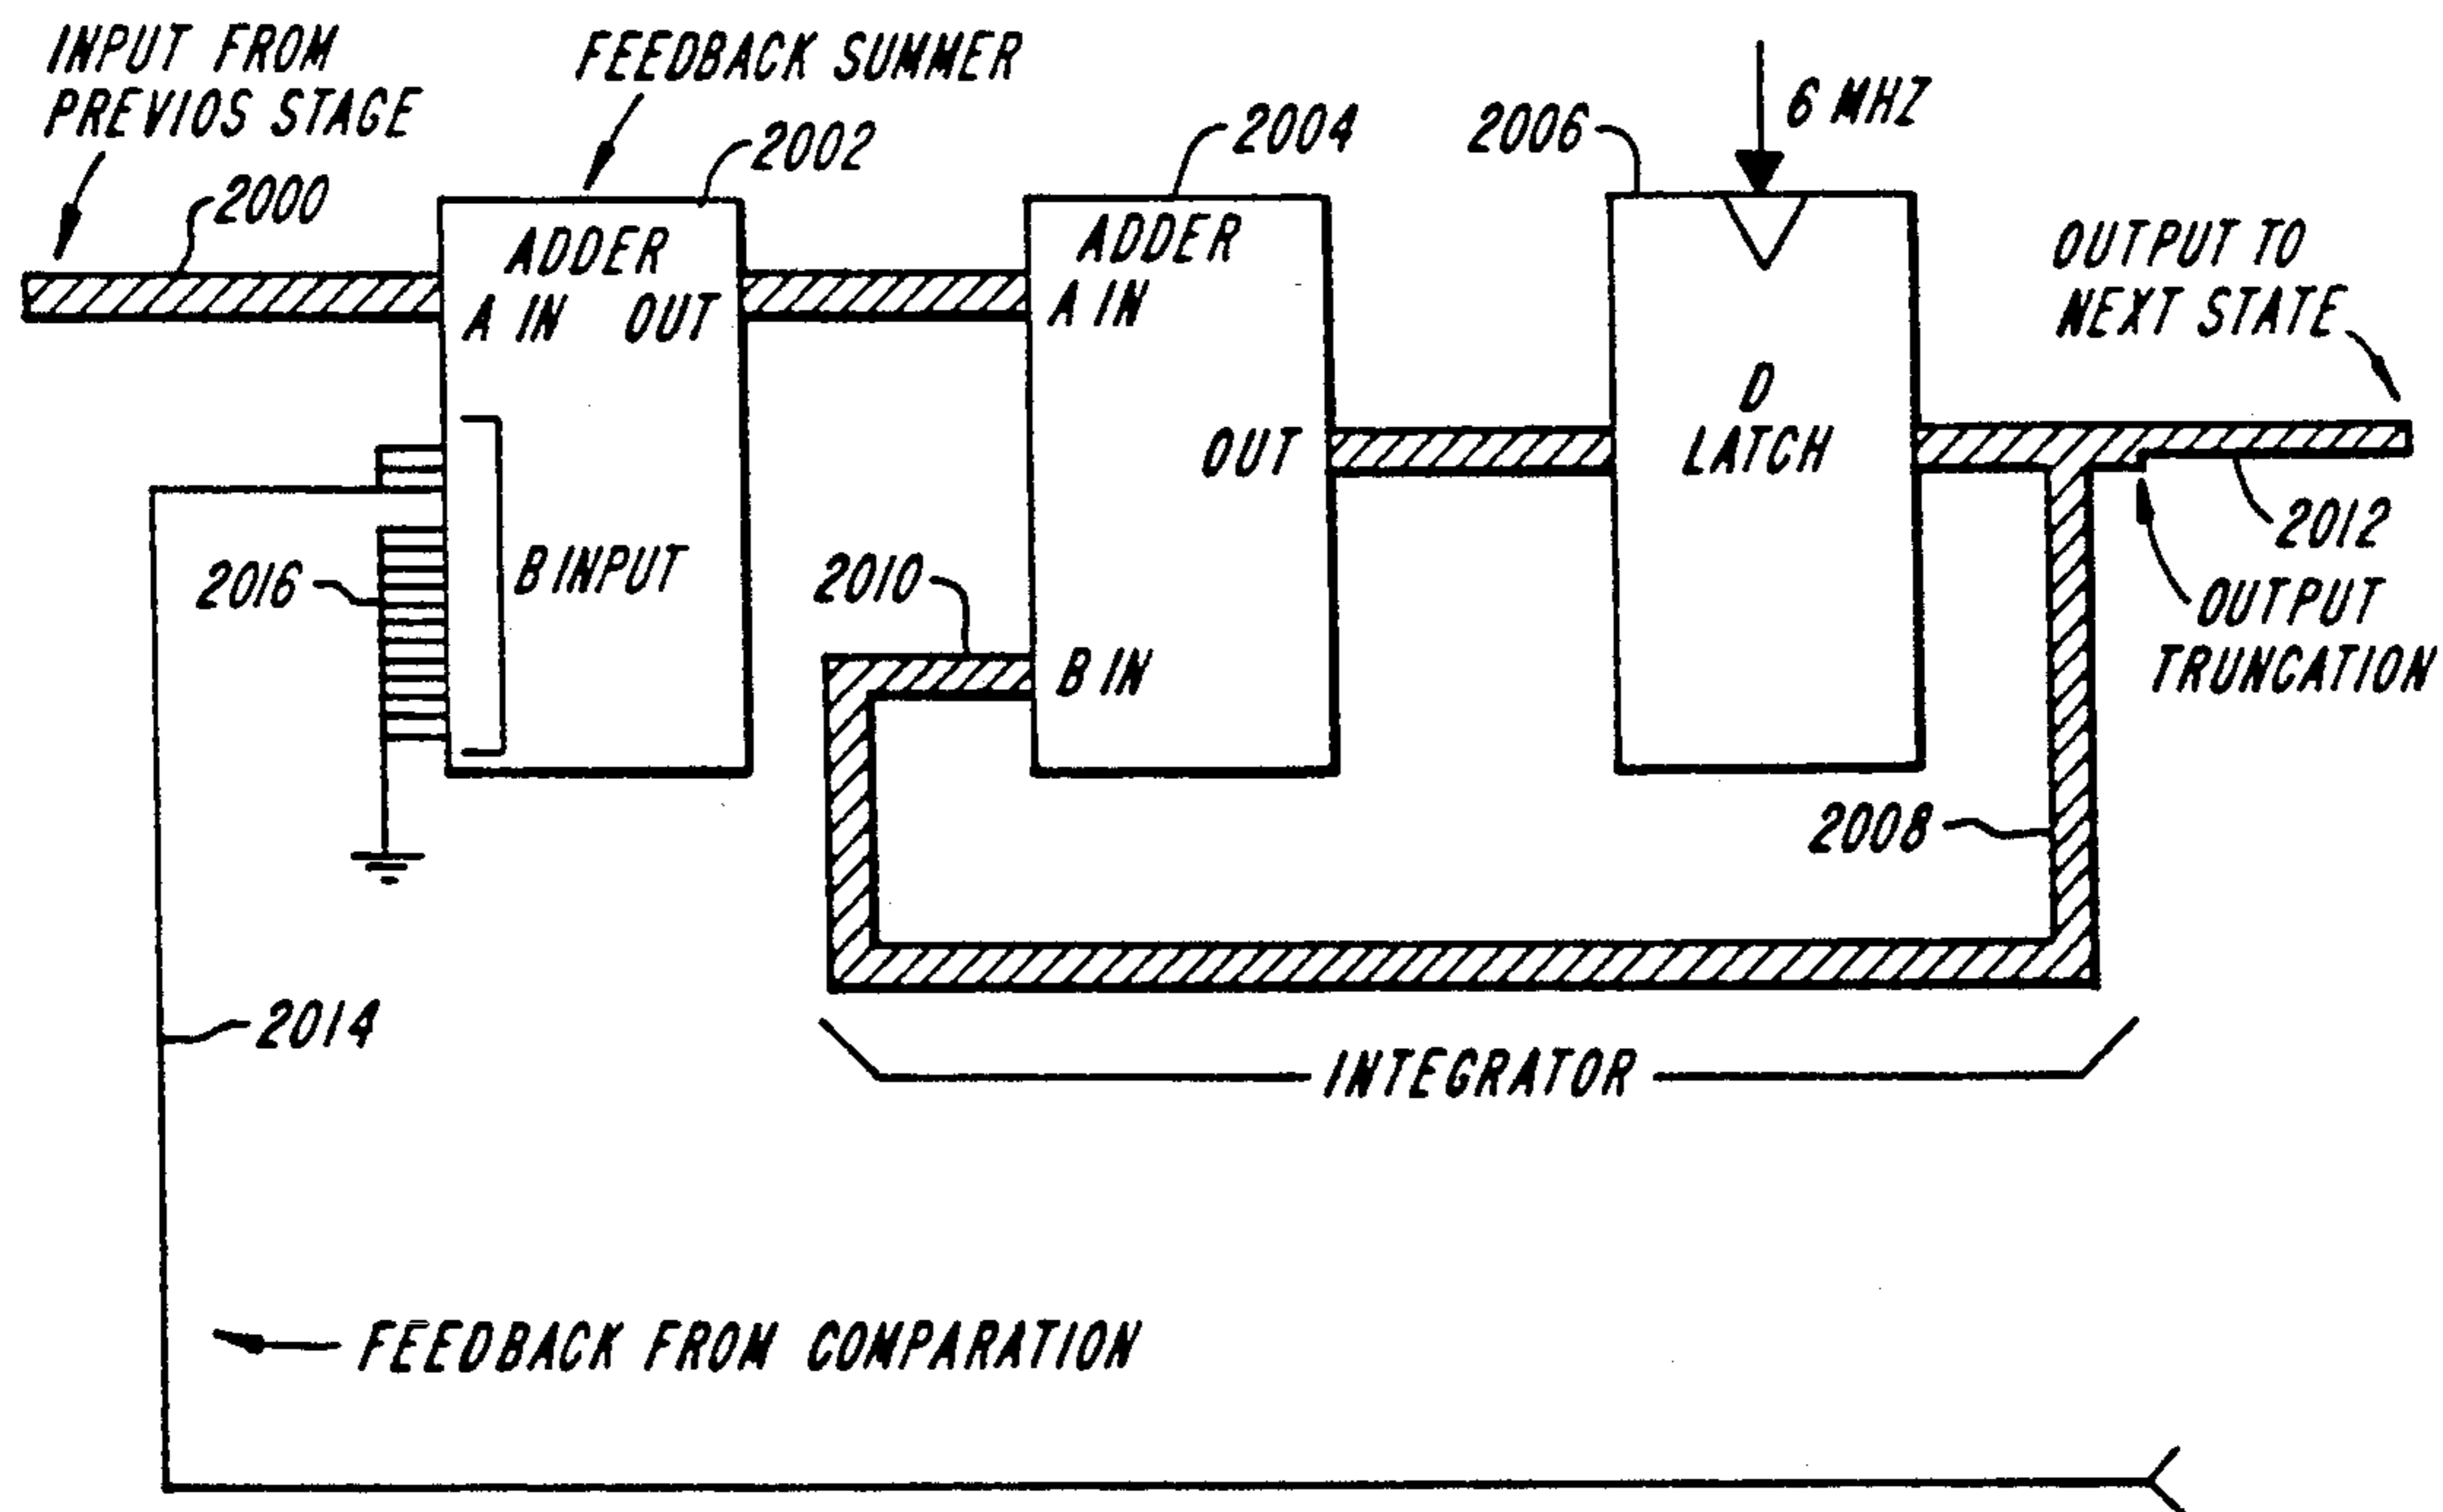 INPUT FROM
PREVIOS STAGE
FEEDBACK SUMMER
2000
2002
2004
2006
6 MHZ
ADDER
A IN OUT
ADDER
A IN
OUTPUT TO
NEXT STATE
D
LATCH
OUT
2012
2016
B INPUT
2010
B IN
OUTPUT
TRUNCATION
2008
2014
INTEGRATOR
FEEDBACK FROM COMPARATION